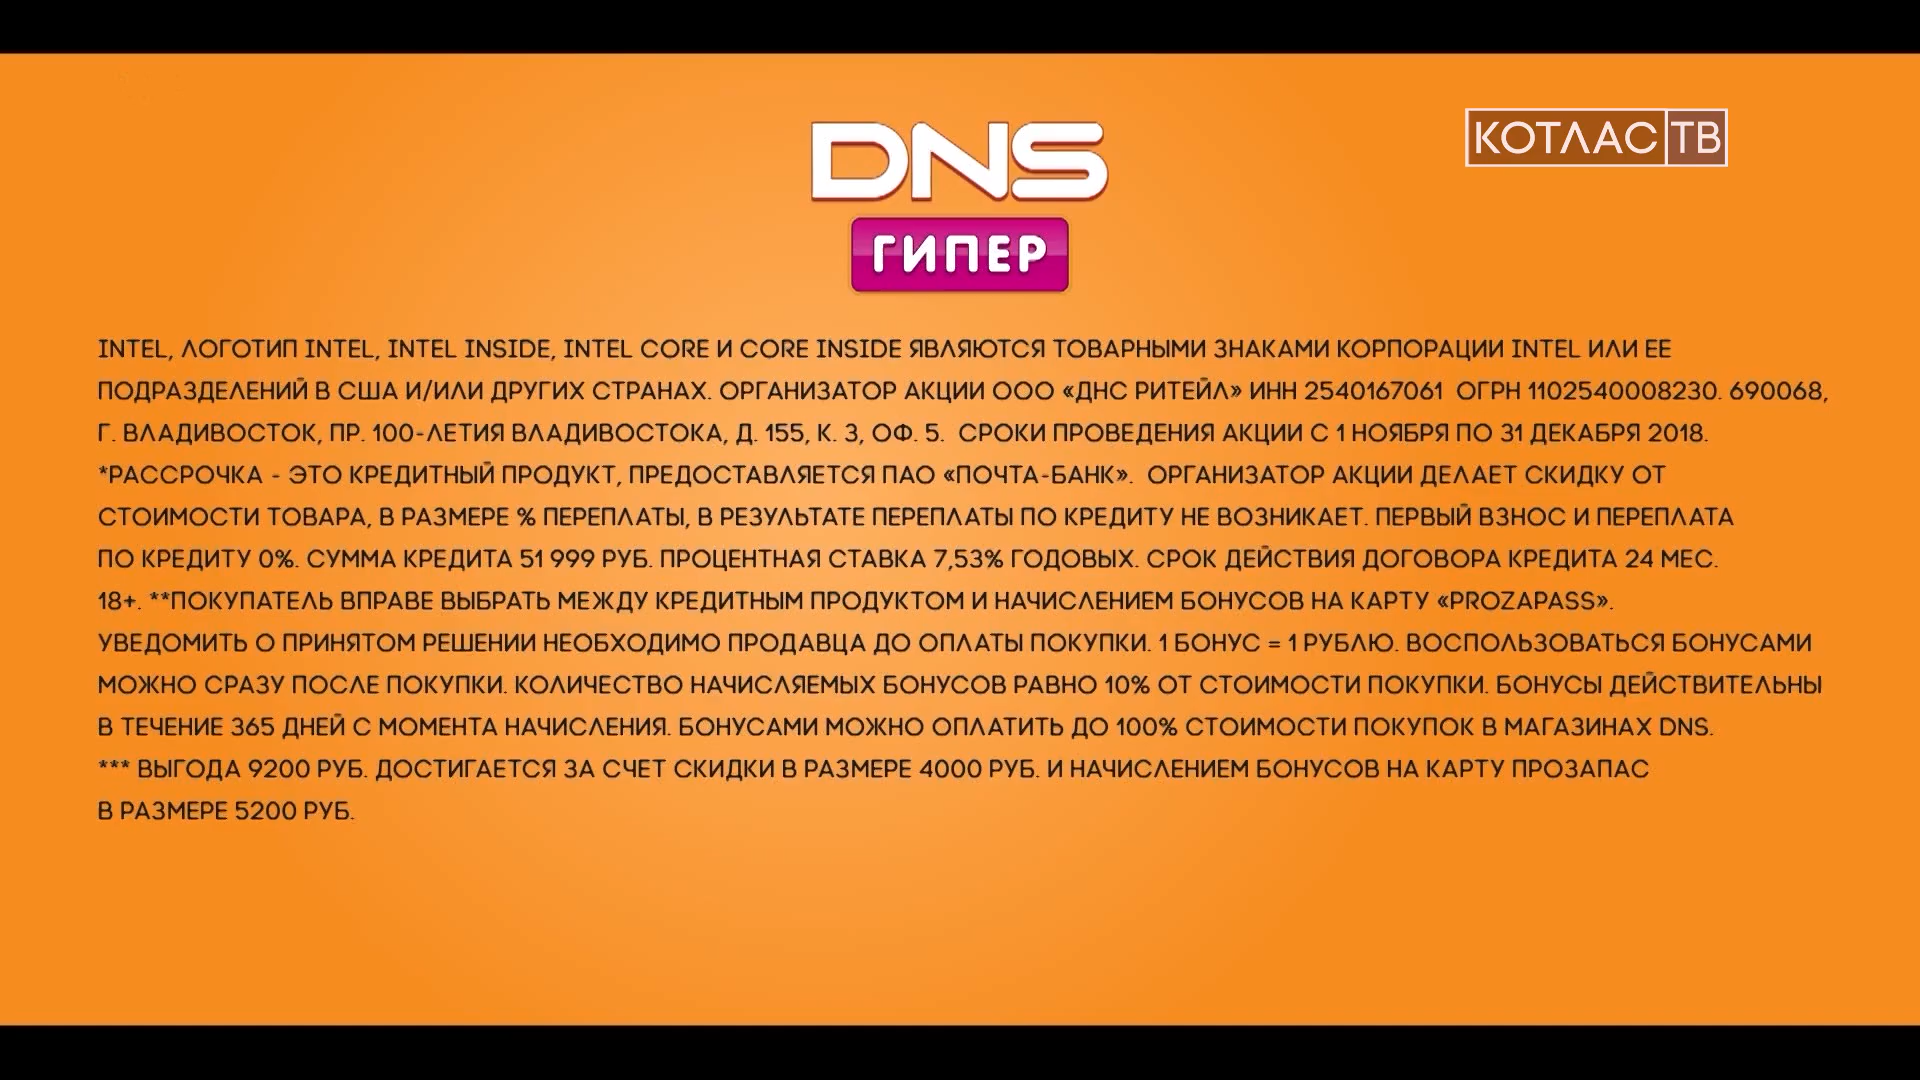 DNS
ГИПЕР
КОТЛАС ТВ
INTEL, ЛОГОТИП INTEL, INTEL INSIDE, INTEL CORE И CORE INSIDE ЯВЛЯЮТСЯ ТОВАРНЫМИ ЗНАКАМИ КОРПОРАЦИИ INTEL ИЛИ ЕЕ
ПОДРАЗДЕЛЕНИЙ В США И/ИЛИ ДРУГИХ СТРАНАХ. ОРГАНИЗАТОР АКЦИИ ООО «ДНС РИТЕЙЛ» ИНН 2540167061 ОГРН 1102540008230. 690068,
Г. ВЛАДИВОСТОК, ПР. 100-ЛЕТИЯ ВЛАДИВОСТОКА, Д. 155, К. 3, ОФ. 5. СРОКИ ПРОВЕДЕНИЯ АКЦИИ С 1 НОЯБРЯ ПО 31 ДЕКАБРЯ 2018.
*РАССРОЧКА - ЭТО КРЕДИТНЫЙ ПРОДУКТ, ПРЕДОСТАВЛЯЕТСЯ ПАО «ПОЧТА-БАНК». ОРГАНИЗАТОР АКЦИИ ДЕЛАЕТ СКИДКУ ОТ
СТОИМОСТИ ТОВАРА, В РАЗМЕРЕ % ПЕРЕПЛАТЫ, В РЕЗУЛЬТАТЕ ПЕРЕПЛАТЫ ПО КРЕДИТУ НЕ ВОЗНИКАЕТ. ПЕРВЫЙ ВЗНОС И ПЕРЕПЛАТА
ПО КРЕДИТУ 0%. СУММА КРЕДИТА 51 999 РУБ. ПРОЦЕНТНАЯ СТАВКА 7,53% ГОДОВЫХ. СРОК ДЕЙСТВИЯ ДОГОВОРА КРЕДИТА 24 МЕС.
18+. **ПОКУПАТЕЛЬ ВПРАВЕ ВЫБРАТЬ МЕЖДУ КРЕДИТНЫМ ПРОДУКТОМ И НАЧИСЛЕНИЕМ БОНУСОВ НА КАРТУ «PROZAPASS».
УВЕДОМИТЬ О ПРИНЯТОМ РЕШЕНИИ НЕОБХОДИМО ПРОДАВЦА ДО ОПЛАТЫ ПОКУПКИ. 1 БОНУС = 1 РУБЛЮ. ВОСПОЛЬЗОВАТЬСЯ БОНУСАМИ
МОЖНО СРАЗУ ПОСЛЕ ПОКУПКИ. КОЛИЧЕСТВО НАЧИСЛЯЕМЫХ БОНУСОВ РАВНО 10% ОТ СТОИМОСТИ ПОКУПКИ. БОНУСЫ ДЕЙСТВИТЕЛЬНЫ
В ТЕЧЕНИЕ 365 ДНЕЙ С МОМЕНТА НАЧИСЛЕНИЯ. БОНУСАМИ МОЖНО ОПЛАТИТЬ ДО 100% СТОИМОСТИ ПОКУПОК В МАГАЗИНАХ DNS.
*** ВЫГОДА 9200 РУБ. ДОСТИГАЕТСЯ ЗА СЧЕТ СКИДКИ В РАЗМЕРЕ 4000 РУБ. И НАЧИСЛЕНИЕМ БОНУСОВ НА КАРТУ ПРОЗАПАС
В РАЗМЕРЕ 5200 РУБ.